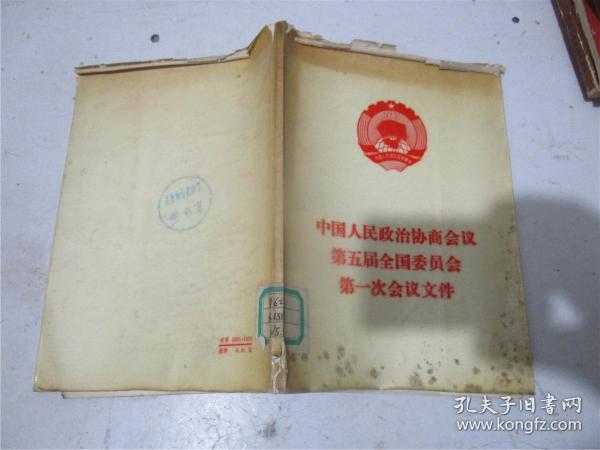 中国人民政治协商会议
第五届全国委员会
第一次会议文件
孔夫子旧书网
www.kongfz.com